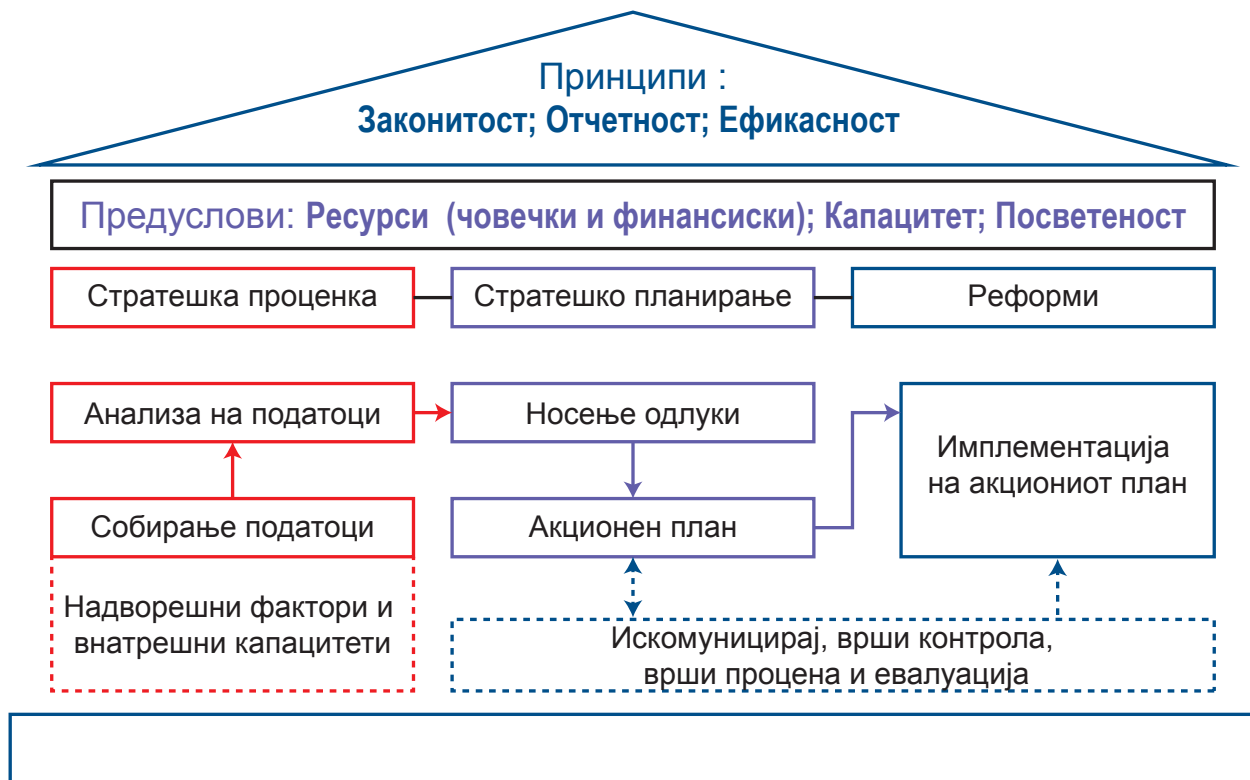 Принципи :
Законитост; Отчетност; Ефикасност
Предуслови: Ресурси (човечки и финансиски); Капацитет; Посветеност
Стратешка проценка
Стратешко планирање
Реформи
Анализа на податоци
Носење одлуки
Имплементација
на акциониот план
Собирање податоци
Акционен план
Надворешни фактори и
внатрешни капацитети
Искомуницирај, врши контрола,
врши процена и евалуација